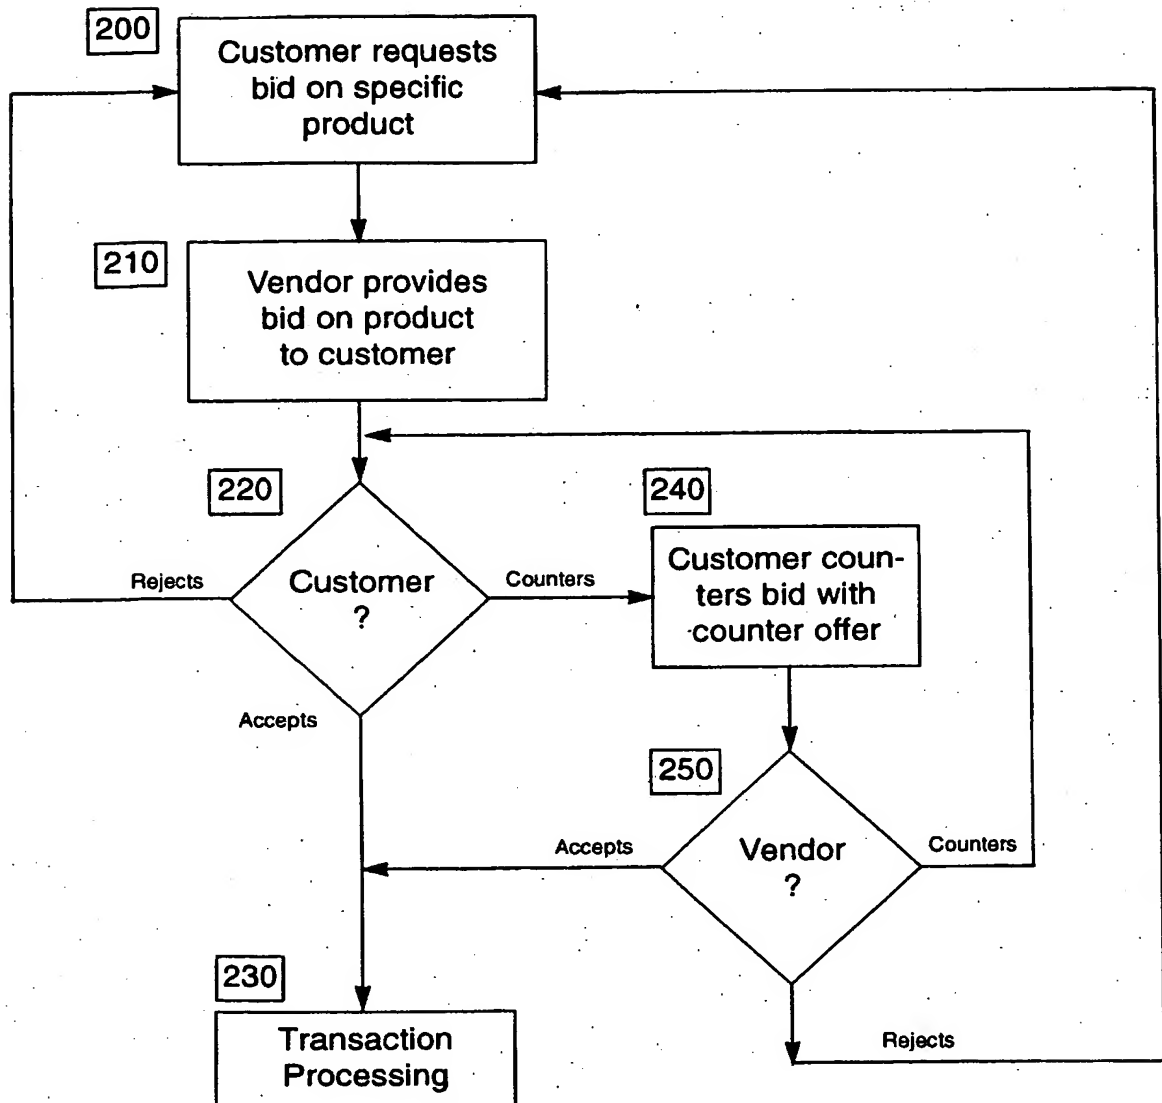 200
Customer requests
bid on specific
product
210
Vendor provides
bid on product
to customer
220
240
Customer
?
Rejects
Counters
Customer coun-
ters bid with
counter offer
Accepts
250
Vendor
?
Accepts
Counters
230
Transaction
Processing
Rejects